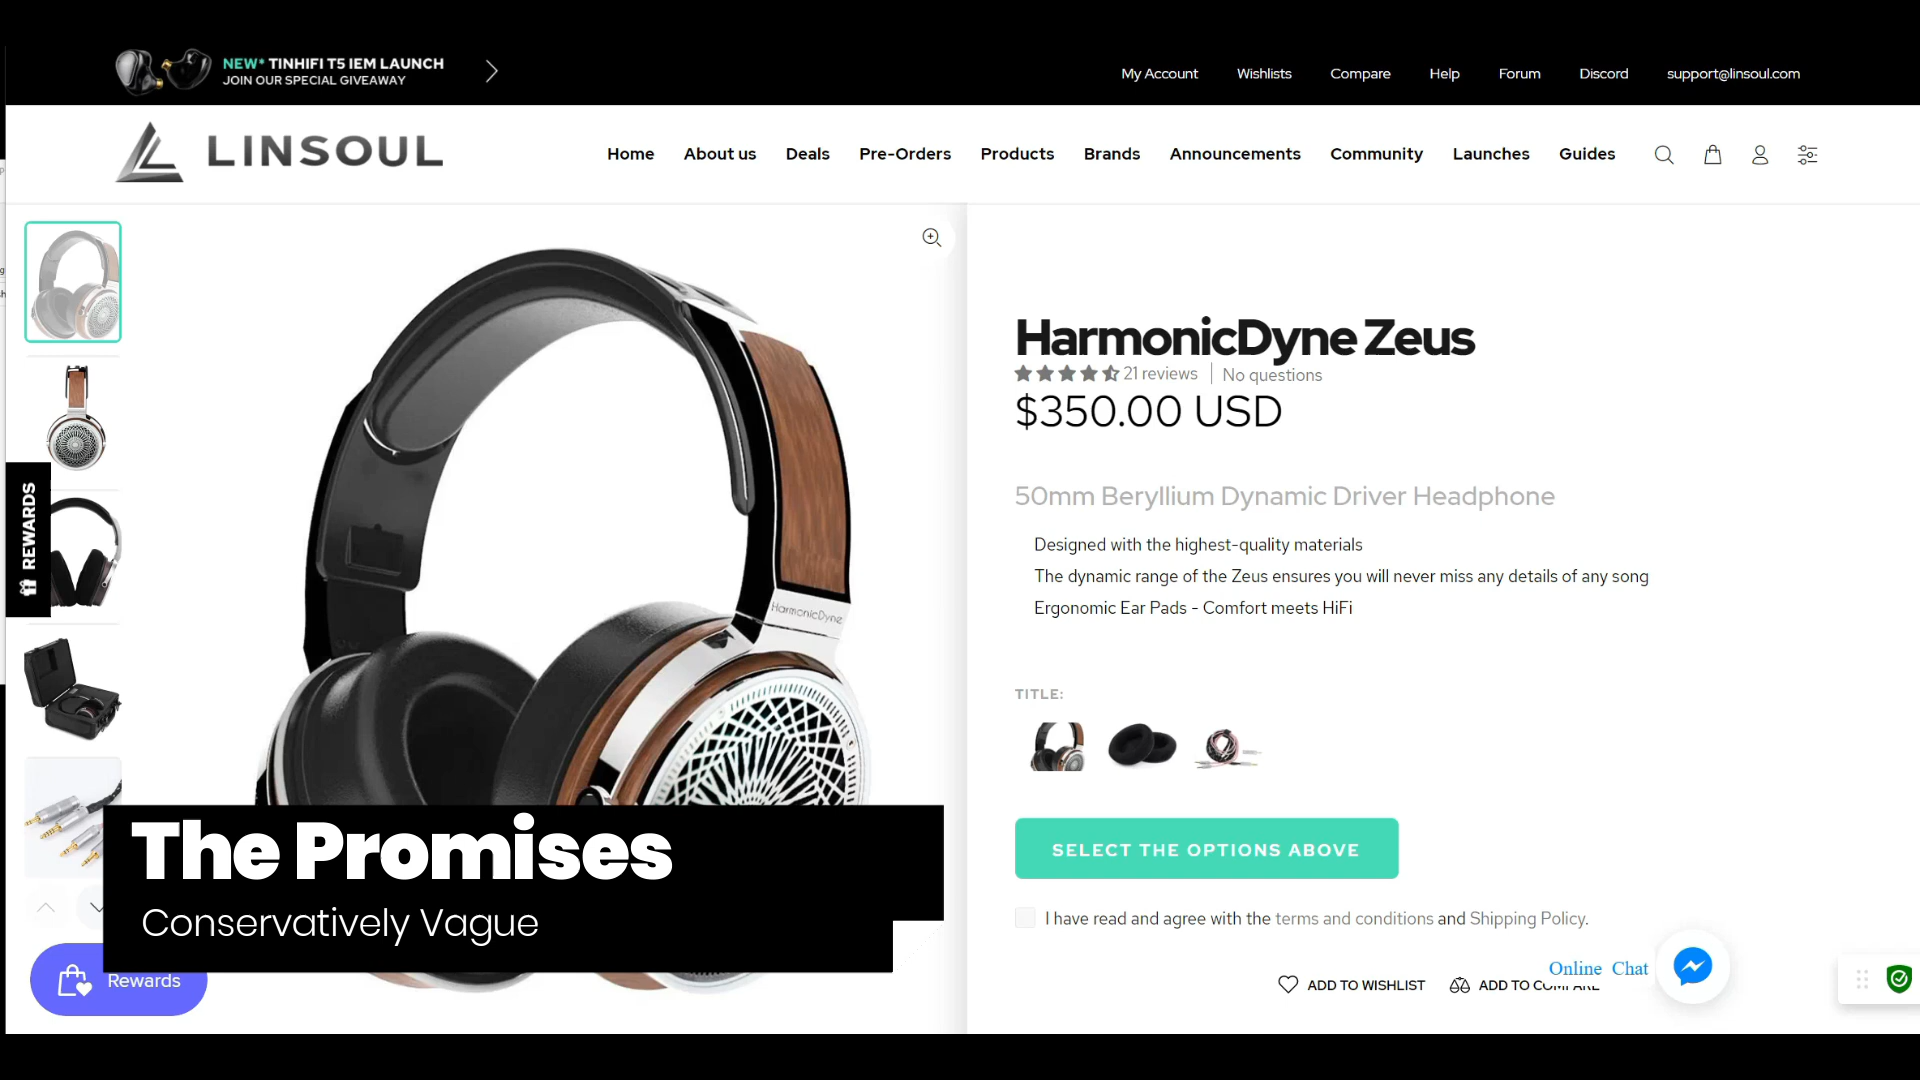 NEW* TINHIFI T5 IEM LAUNCH
JOIN OUR SPECIAL GIVEAWAY
My Account Wishlists Compare Help Forum Discord support@linsoul.com
LINSOUL
Home About us Deals Pre-Orders Products Brands Announcements Community Launches Guides
HarmonicDyne
REWARDS
HarmonicDyne Zeus
21 reviews No questions
$350.00 USD
50mm Beryllium Dynamic Driver Headphone
Designed with the highest-quality materials
The dynamic range of the Zeus ensures you will never miss any details of any song
Ergonomic Ear Pads - Comfort meets HiFi
TITLE:
SELECT THE OPTIONS ABOVE
I have read and agree with the terms and conditions and Shipping Policy.
Online Chat
ADD TO WISHLIST ADD TO COMPARE
The Promises
Conservatively Vague
Rewards